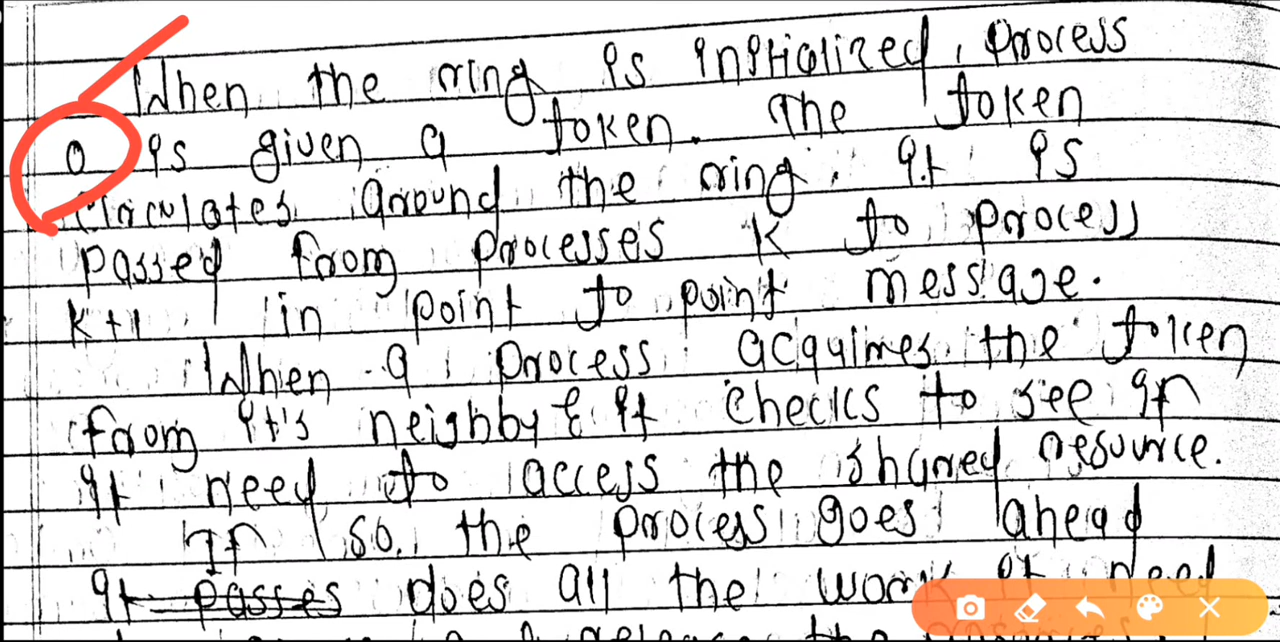 When the ring is initialized, process
0 is given a token. The token
circulates around the ring. It is
passed from processes K to process
K+1 in point to point message.
When a process acquires the token
from it's neighby & it checks to see if
it need to access the shared resource.
If so, the process goes ahead
it passes does all the work it need
the